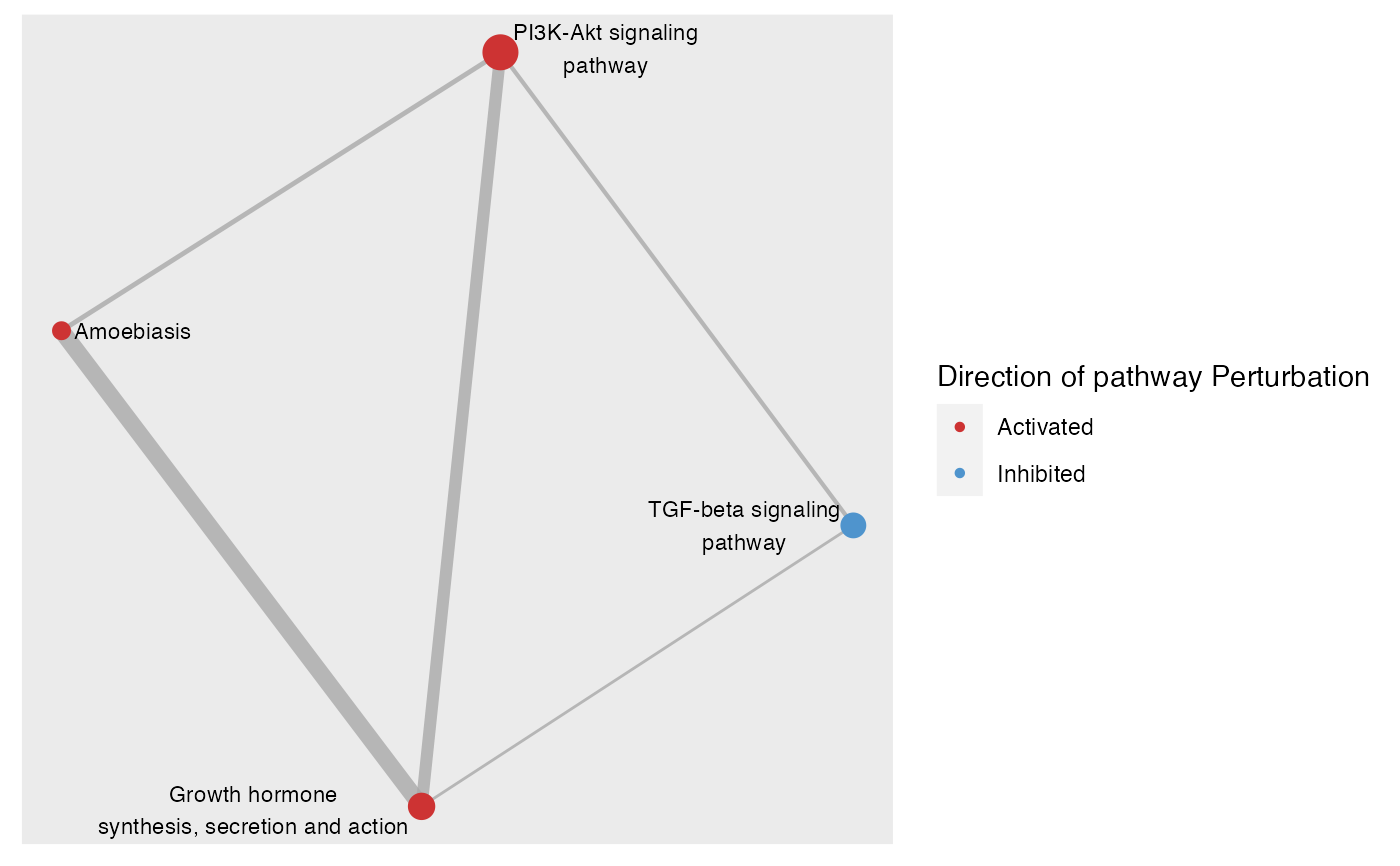 PI3K-Akt signaling
pathway
Amoebiasis
TGF-beta signaling
pathway
Growth hormone
synthesis, secretion and action
Direction of pathway Perturbation
Activated
Inhibited